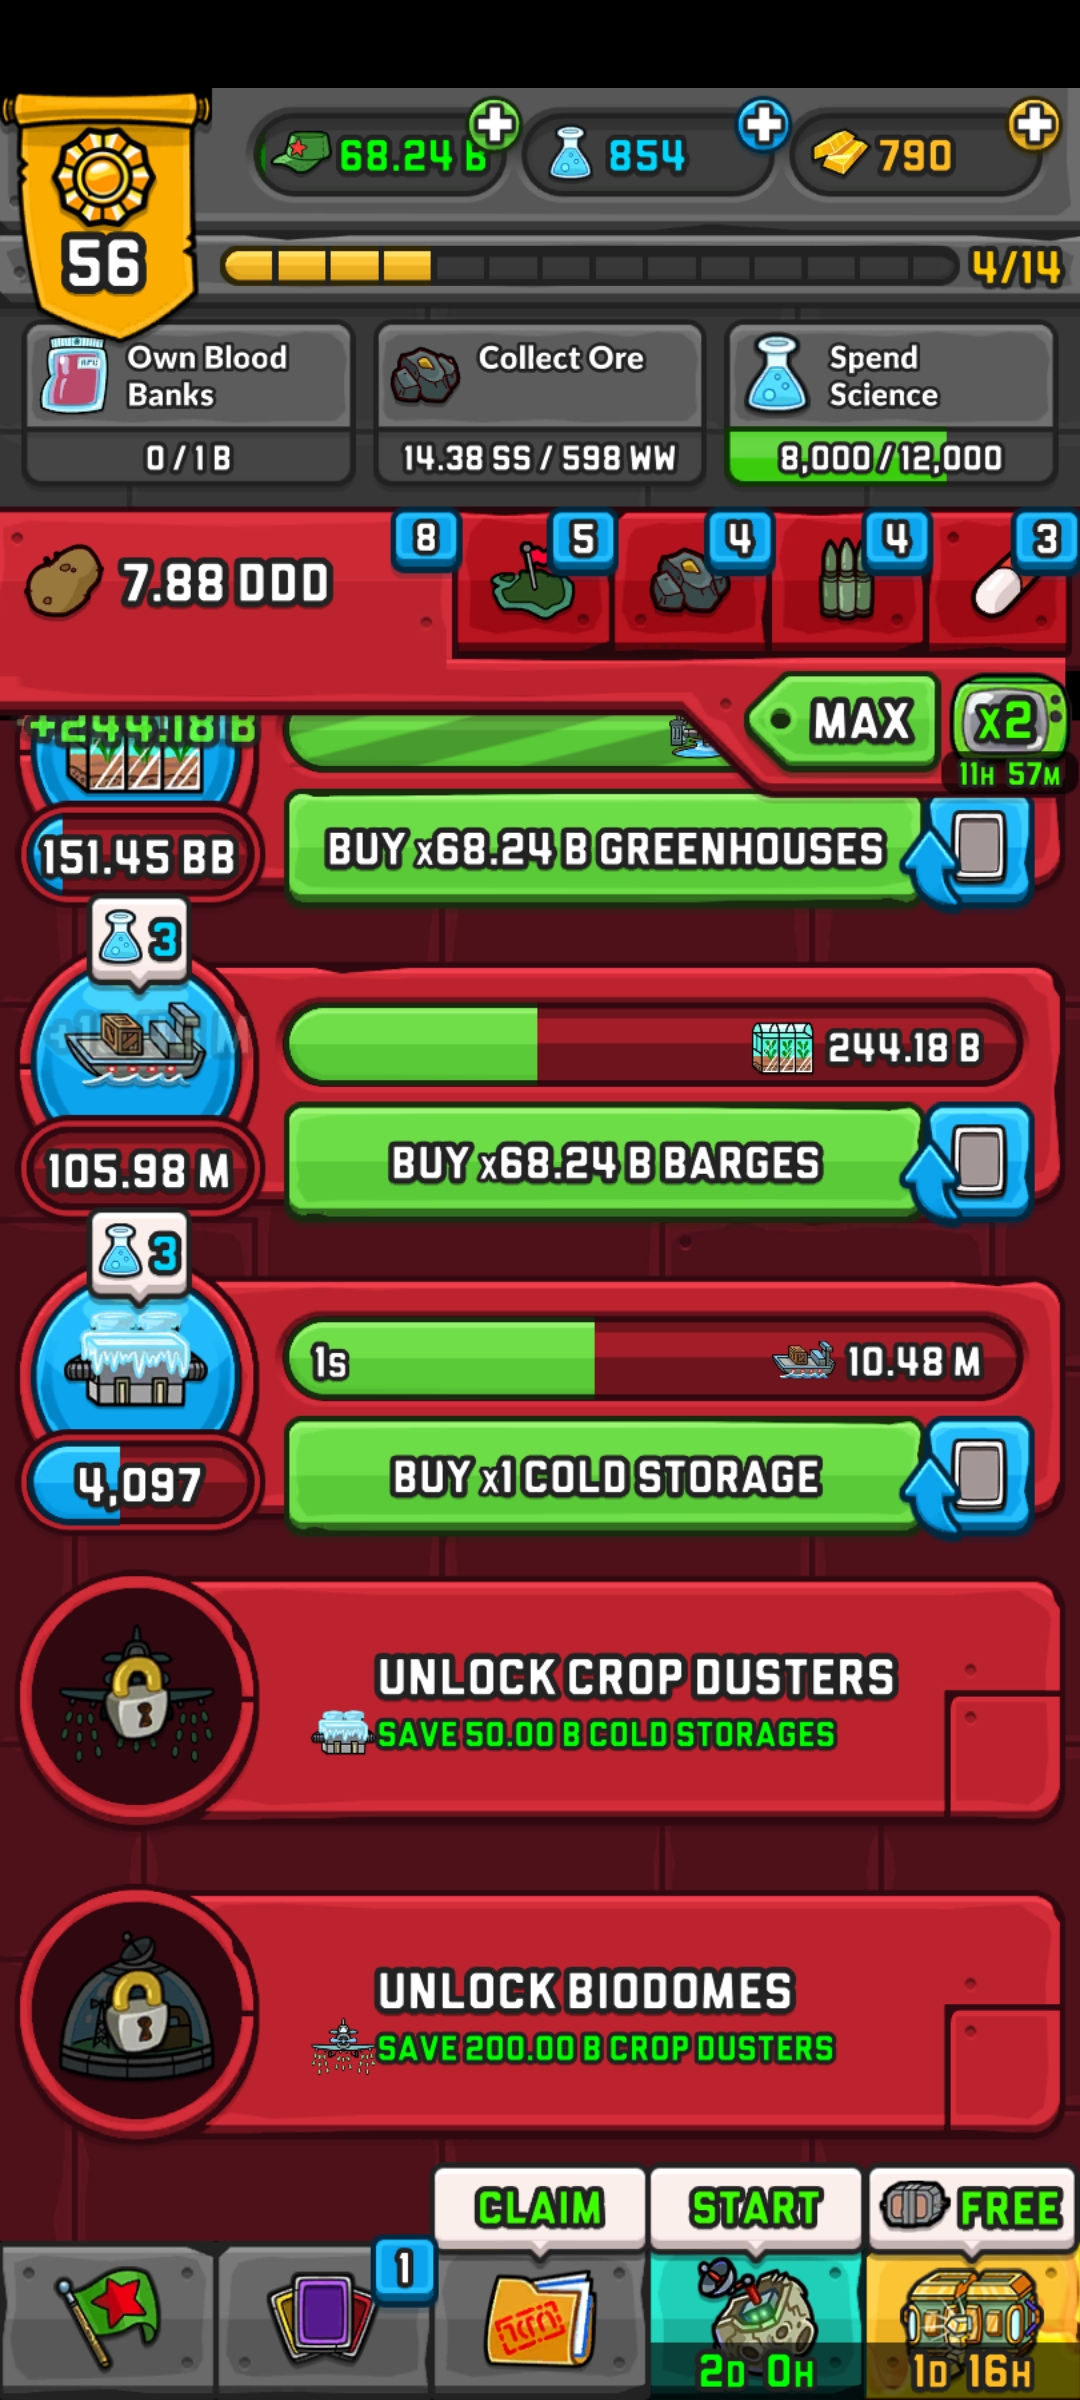 68.24 B
854
790
56
4/14
Own Blood
Banks
0 / 1 B
Collect Ore
14.38 SS / 598 WW
Spend
Science
8,000 / 12,000
7.88 DDD
8
5
4
4
3
MAX
x2
11H 57M
+244.18 B
151.45 BB
BUY x68.24 B GREENHOUSES
3
244.18 B
105.98 M
BUY x68.24 B BARGES
3
1s
10.48 M
4,097
BUY x1 COLD STORAGE
UNLOCK CROP DUSTERS
SAVE 50.00 B COLD STORAGES
UNLOCK BIODOMES
SAVE 200.00 B CROP DUSTERS
CLAIM
START
FREE
1
2D 0H
1D 16H